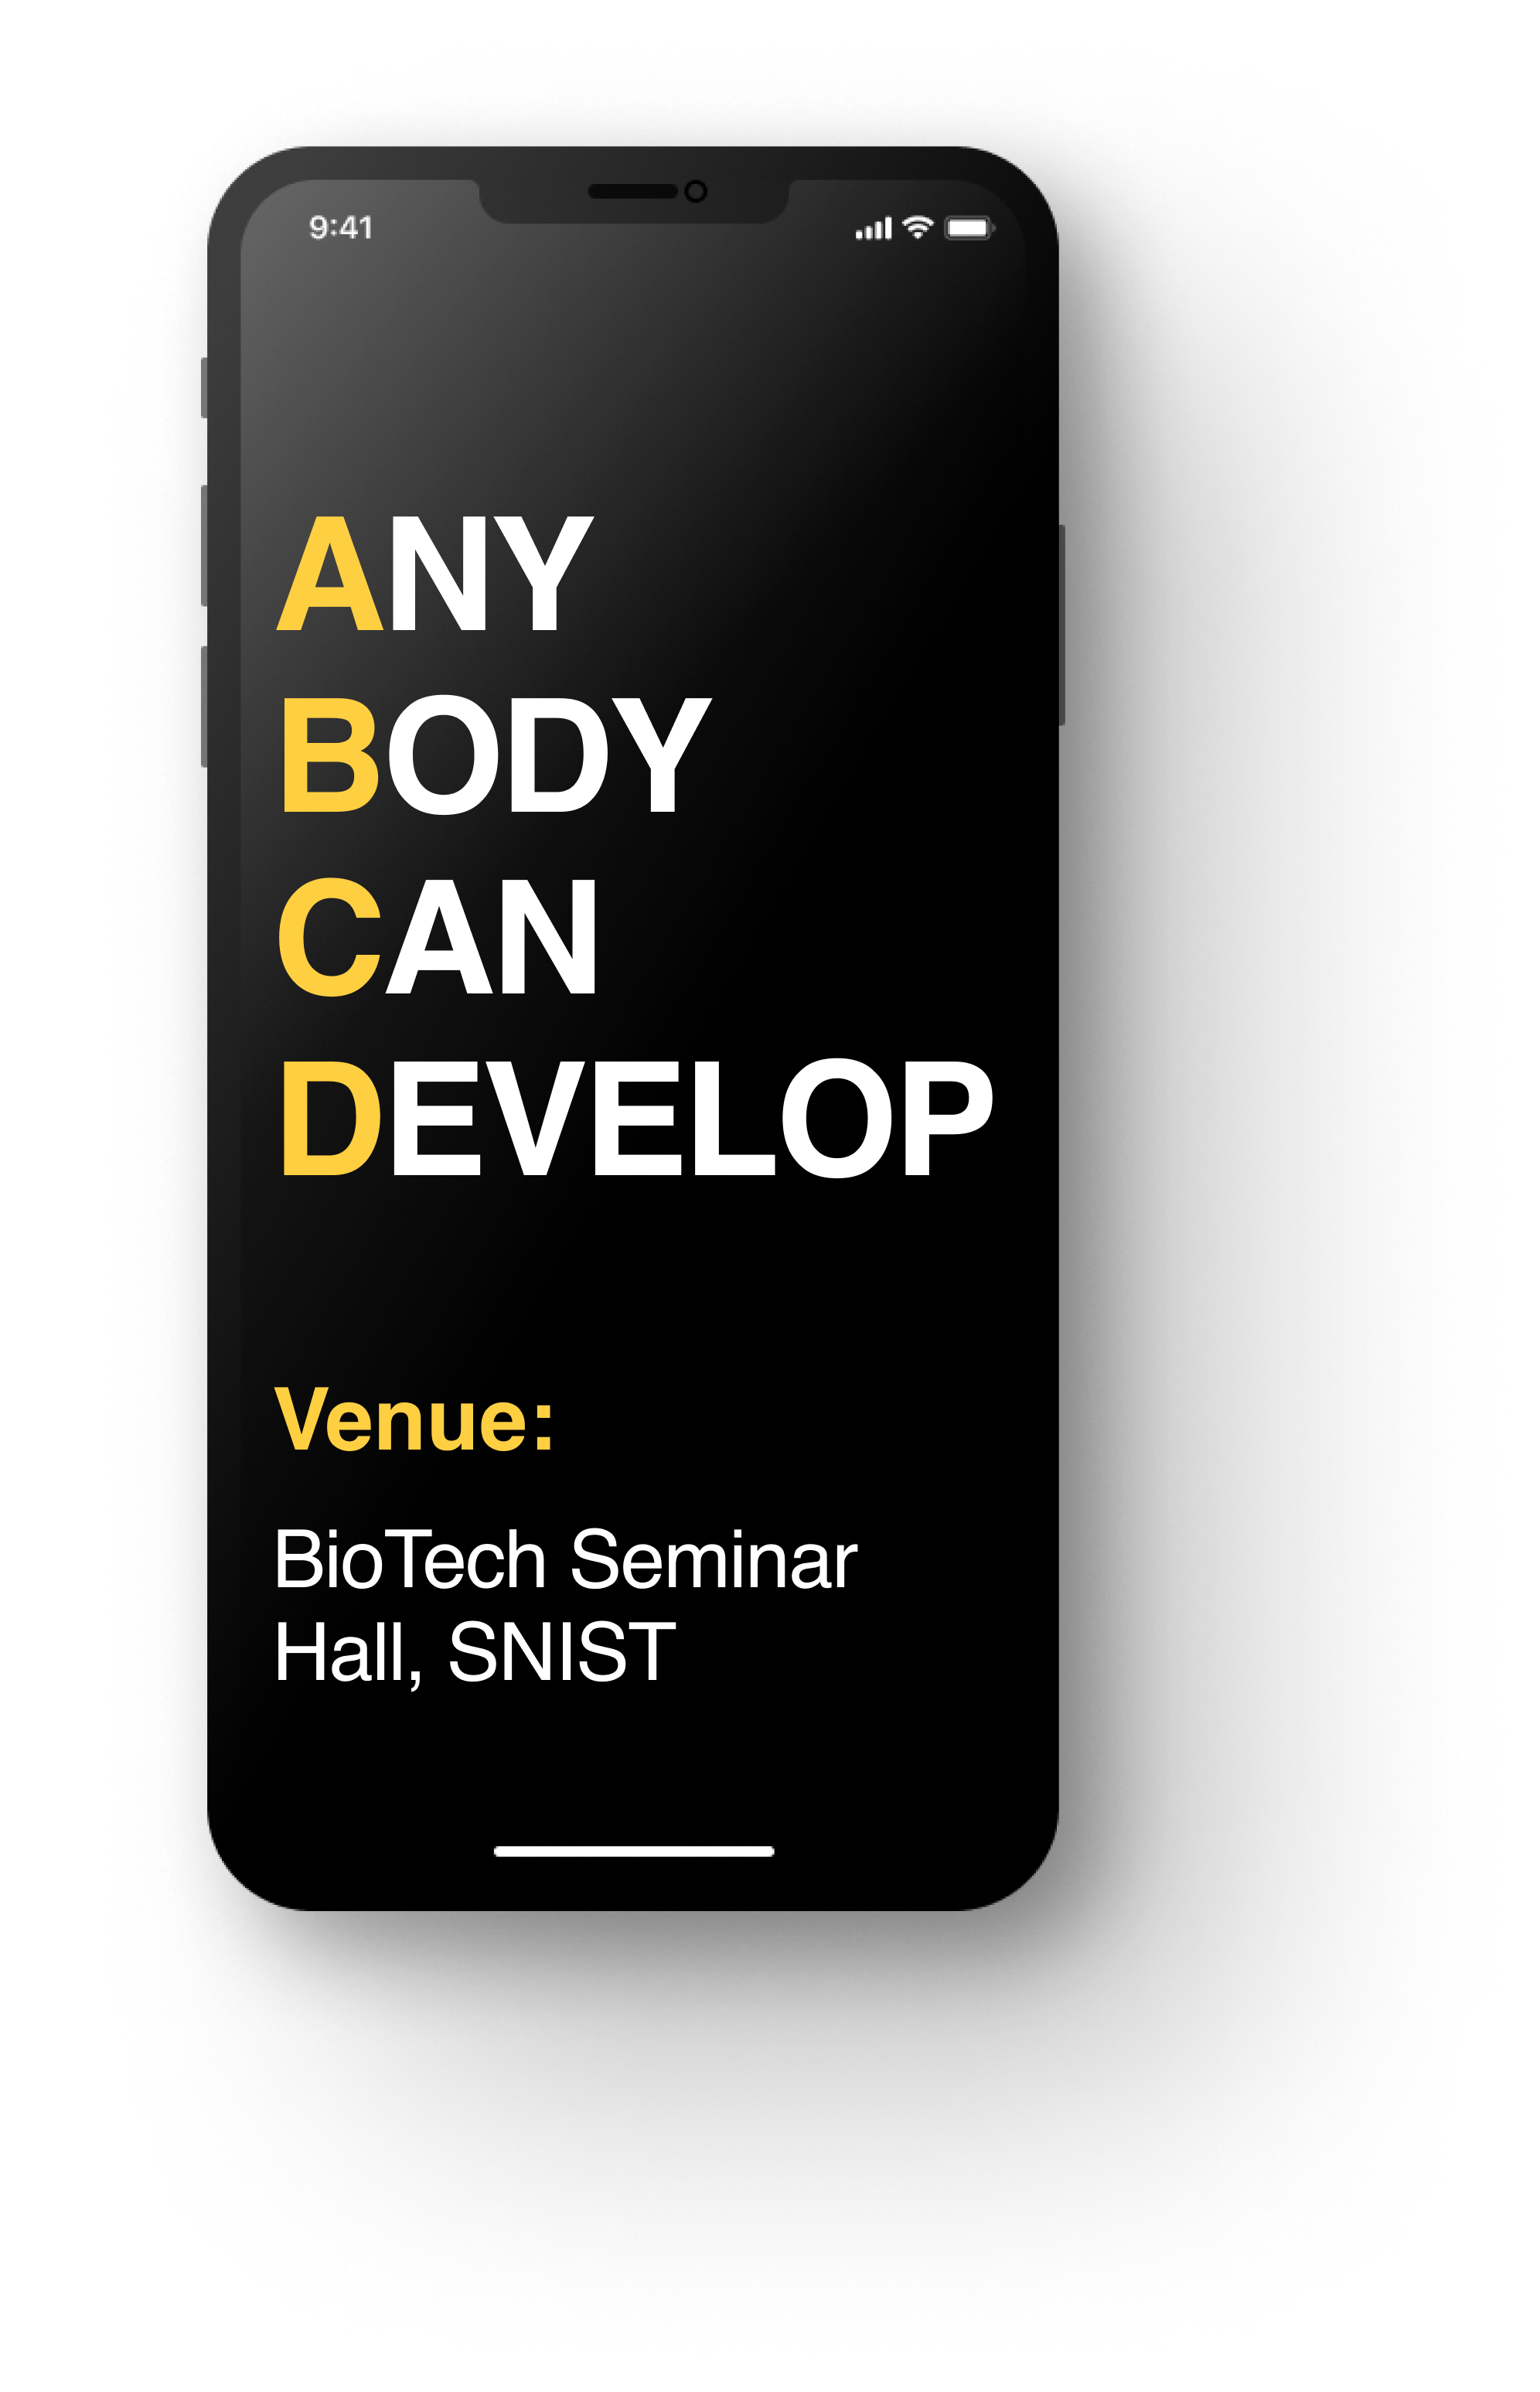 9:41
ANY
BODY
CAN
DEVELOP
Venue:
BioTech Seminar
Hall, SNIST